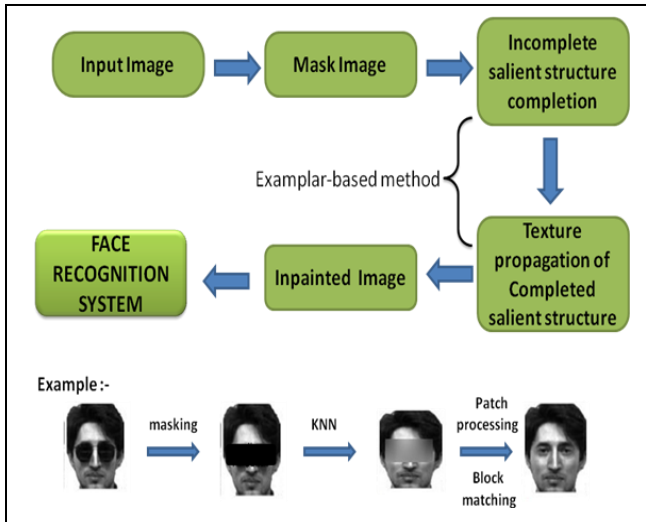 Input Image
Mask Image
Incomplete
salient structure
completion
Examplar-based method
FACE
RECOGNITION
SYSTEM
Inpainted Image
Texture
propagation of
Completed
salient structure
Example :-
masking
KNN
Patch
processing
Block
matching